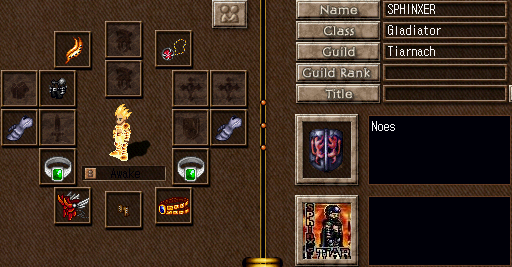 Name SPHINXER
Class Gladiator
Guild Tiarnach
Guild Rank
Title
Noes
Awake